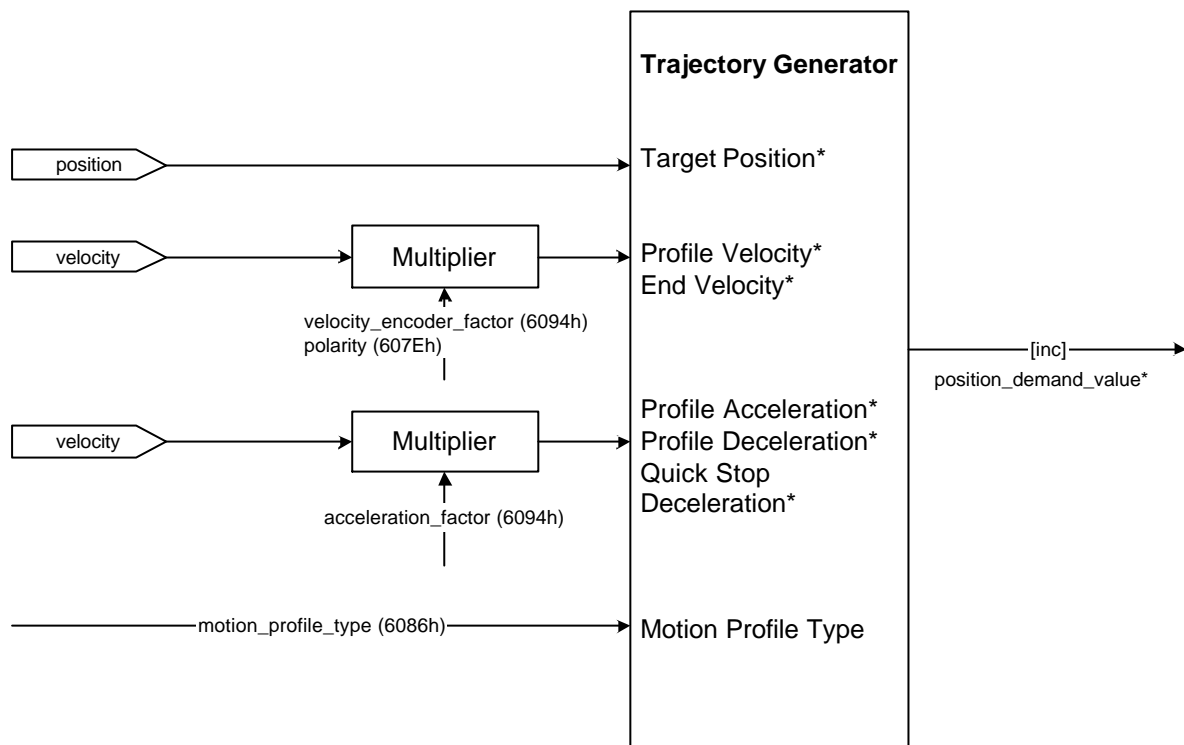 Trajectory Generator
position
Target Position*
velocity
Multiplier
Profile Velocity*
End Velocity*
velocity_encoder_factor (6094h)
polarity (607Eh)
[inc]
position_demand_value*
velocity
Multiplier
Profile Acceleration*
Profile Deceleration*
Quick Stop
Deceleration*
acceleration_factor (6094h)
motion_profile_type (6086h)
Motion Profile Type